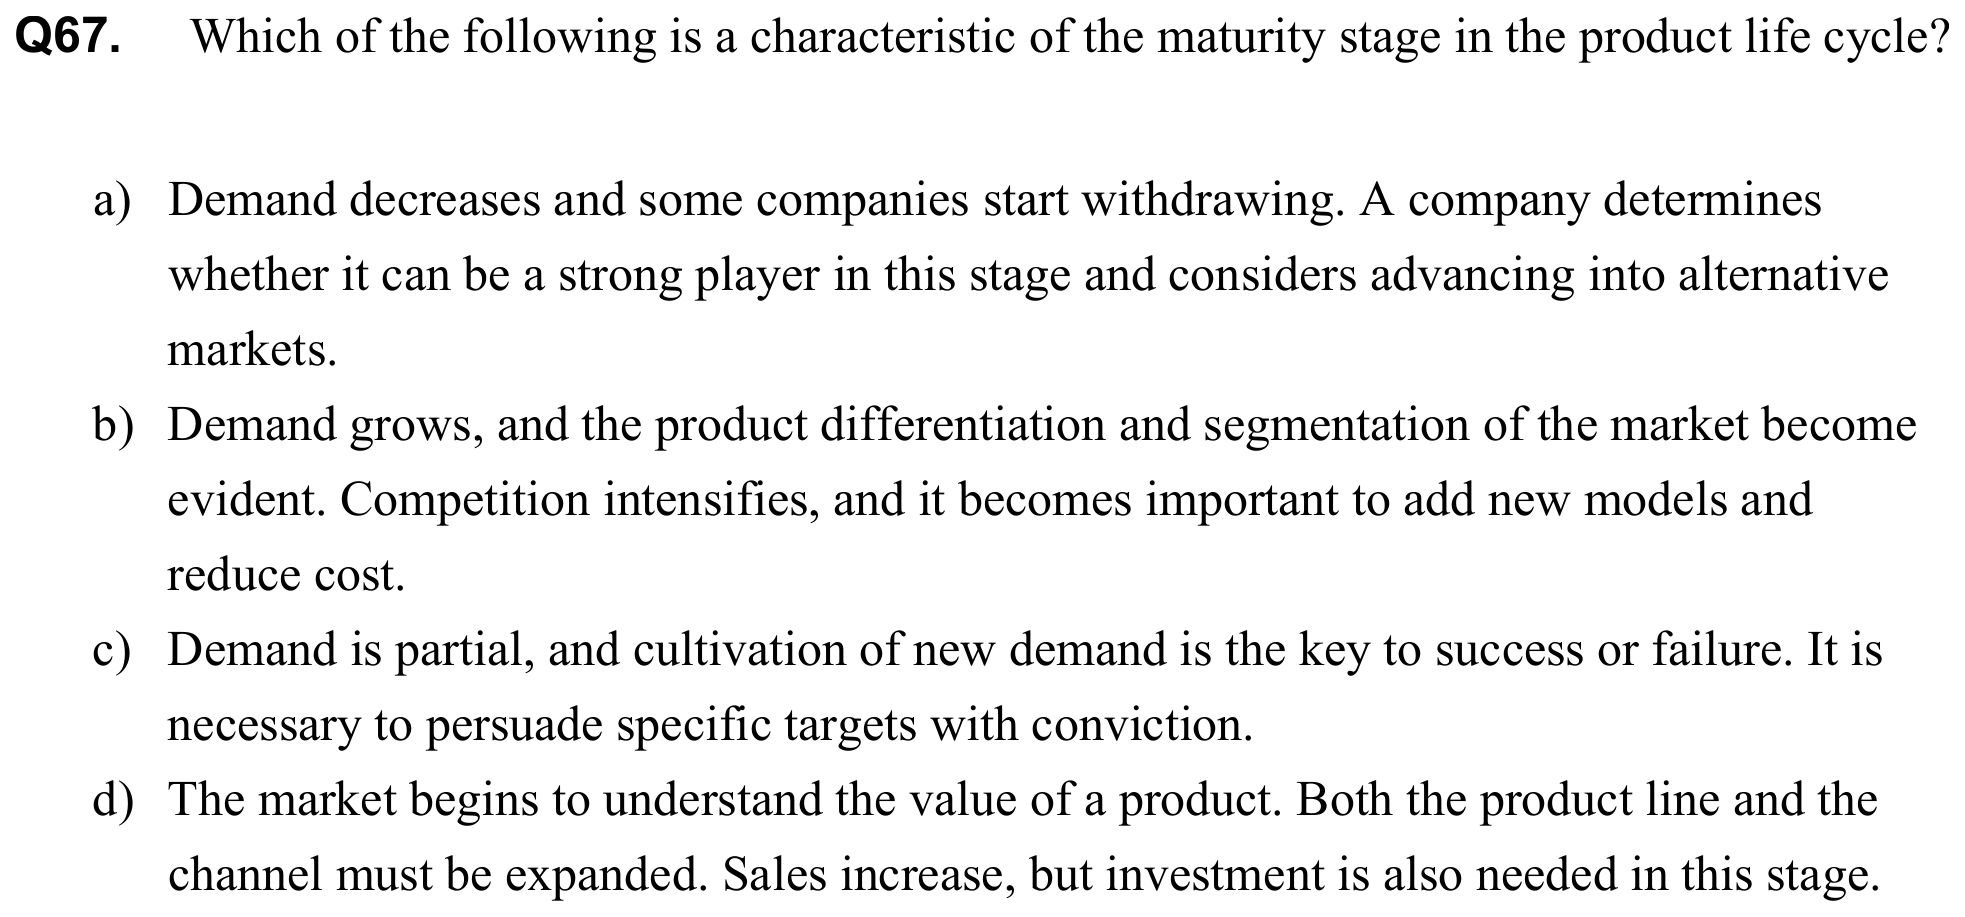 Q67. Which of the following is a characteristic of the maturity stage in the product life cycle?
a) Demand decreases and some companies start withdrawing. A company determines
whether it can be a strong player in this stage and considers advancing into alternative
markets.
b) Demand grows, and the product differentiation and segmentation of the market become
evident. Competition intensifies, and it becomes important to add new models and
reduce cost.
c) Demand is partial, and cultivation of new demand is the key to success or failure. It is
necessary to persuade specific targets with conviction.
d) The market begins to understand the value of a product. Both the product line and the
channel must be expanded. Sales increase, but investment is also needed in this stage.